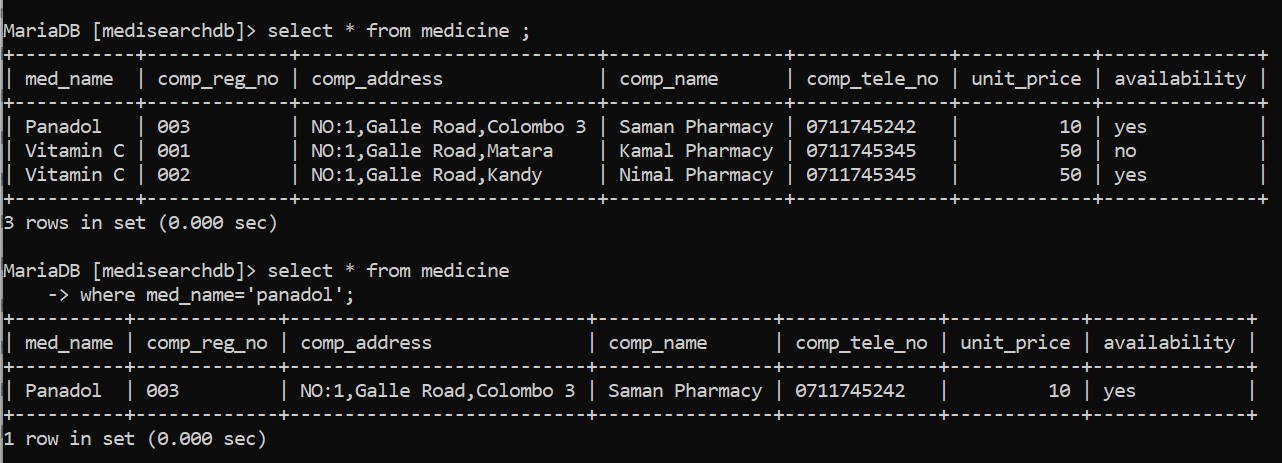 MariaDB [medisearchdb]> select * from medicine ;
+-----------+-------------+---------------------------+----------------+--------------+------------+--------------+
| med_name  | comp_reg_no | comp_address              | comp_name      | comp_tele_no | unit_price | availability |
+-----------+-------------+---------------------------+----------------+--------------+------------+--------------+
| Panadol   | 003         | NO:1,Galle Road,Colombo 3 | Saman Pharmacy | 0711745242   |         10 | yes          |
| Vitamin C | 001         | NO:1,Galle Road,Matara    | Kamal Pharmacy | 0711745345   |         50 | no           |
| Vitamin C | 002         | NO:1,Galle Road,Kandy     | Nimal Pharmacy | 0711745345   |         50 | yes          |
+-----------+-------------+---------------------------+----------------+--------------+------------+--------------+
3 rows in set (0.000 sec)
MariaDB [medisearchdb]> select * from medicine
    -> where med_name='panadol';
+----------+-------------+---------------------------+----------------+--------------+------------+--------------+
| med_name | comp_reg_no | comp_address              | comp_name      | comp_tele_no | unit_price | availability |
+----------+-------------+---------------------------+----------------+--------------+------------+--------------+
| Panadol  | 003         | NO:1,Galle Road,Colombo 3 | Saman Pharmacy | 0711745242   |         10 | yes          |
+----------+-------------+---------------------------+----------------+--------------+------------+--------------+
1 row in set (0.000 sec)